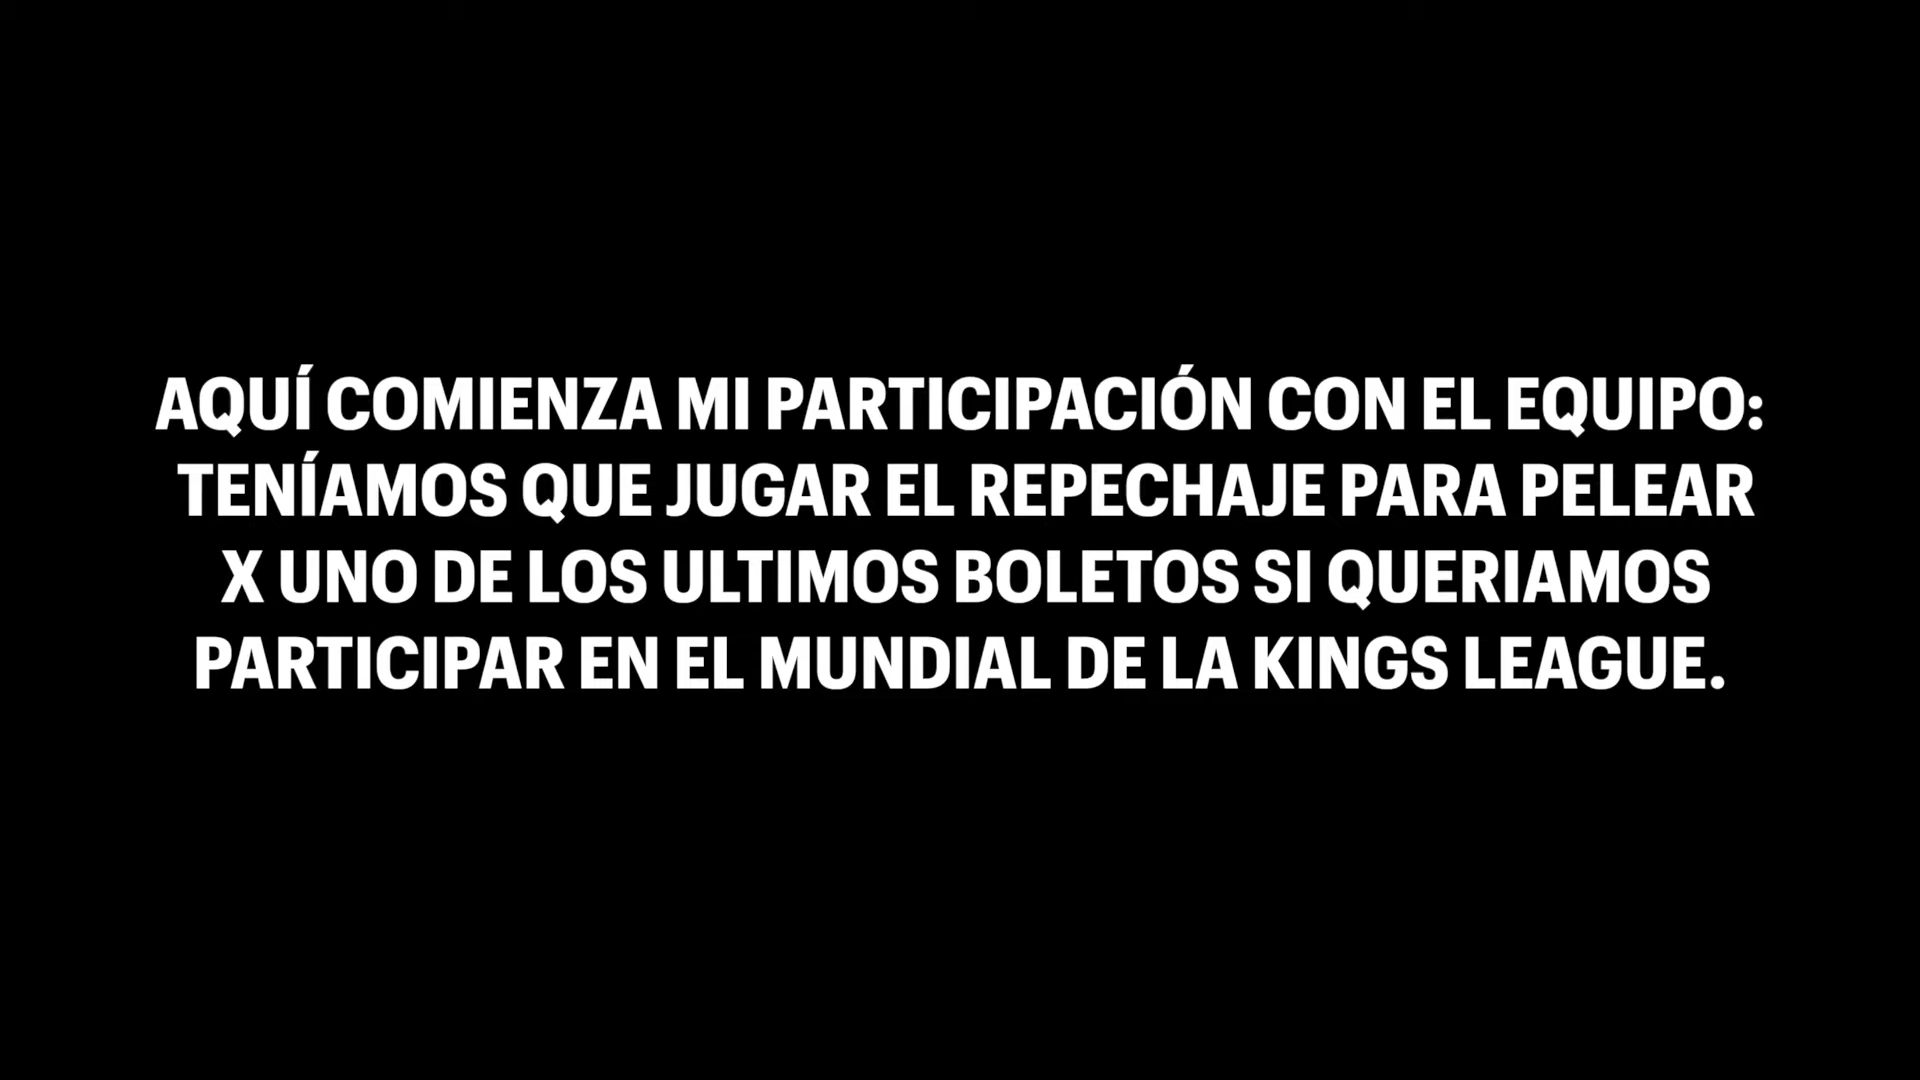 AQUÍ COMIENZA MI PARTICIPACIÓN CON EL EQUIPO:
TENÍAMOS QUE JUGAR EL REPECHAJE PARA PELEAR
X UNO DE LOS ULTIMOS BOLETOS SI QUERIAMOS
PARTICIPAR EN EL MUNDIAL DE LA KINGS LEAGUE.